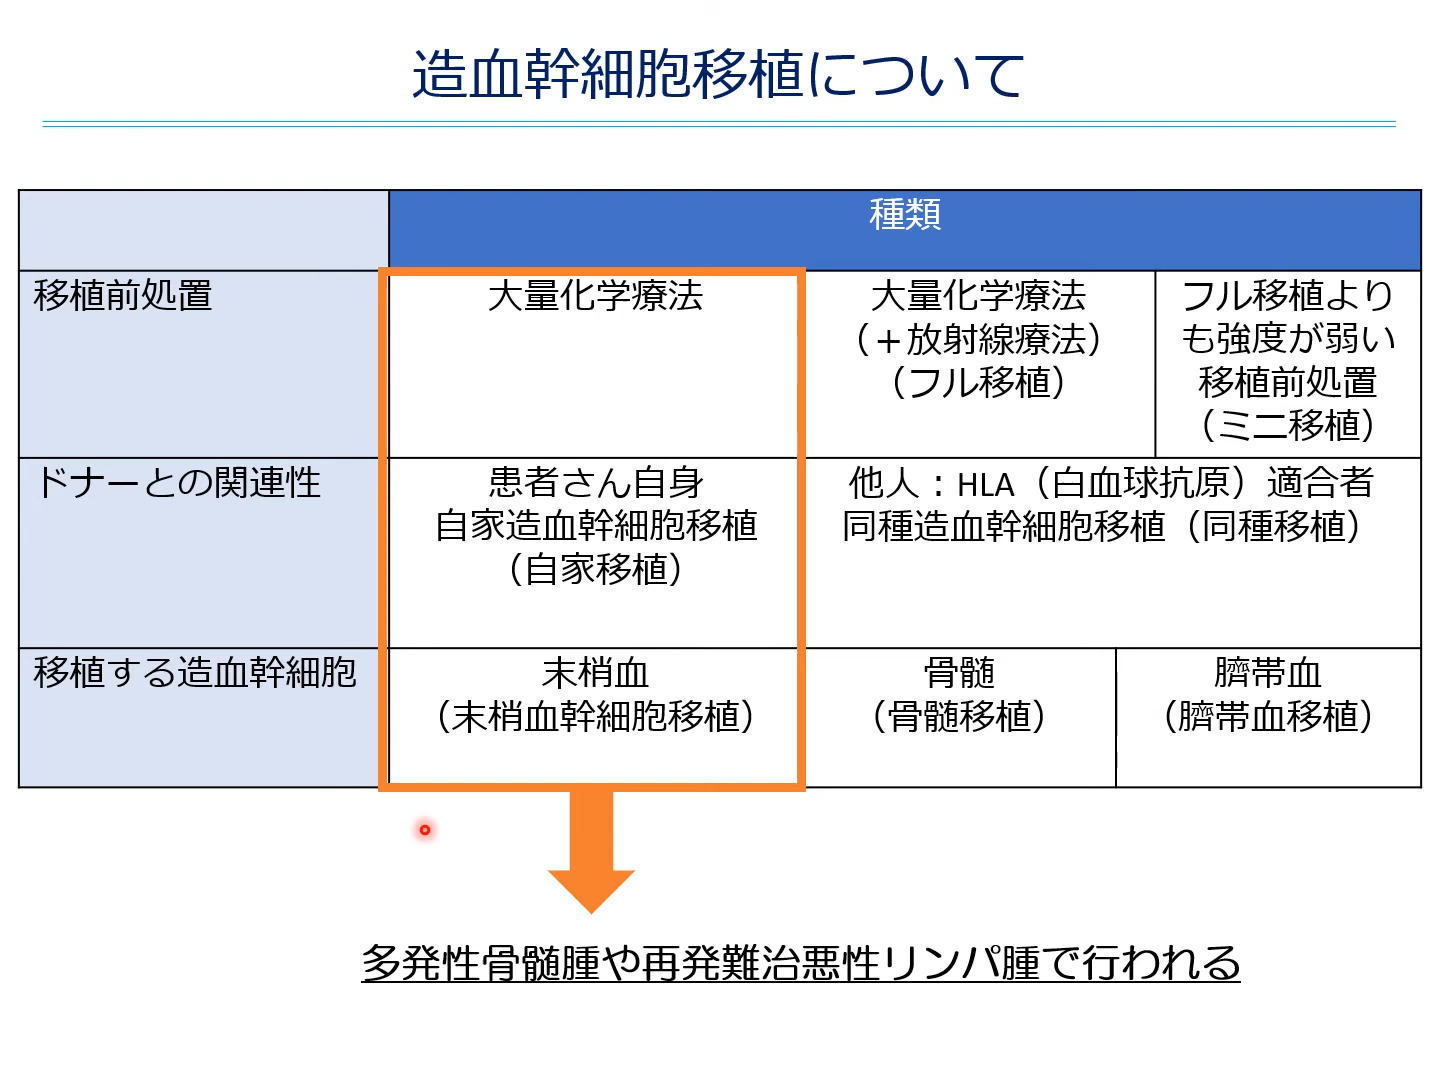 造血幹細胞移植について
種類
移植前処置
大量化学療法
大量化学療法
（＋放射線療法）
（フル移植）
フル移植より
も強度が弱い
移植前処置
（ミニ移植）
ドナーとの関連性
患者さん自身
自家造血幹細胞移植
（自家移植）
他人：HLA（白血球抗原）適合者
同種造血幹細胞移植（同種移植）
移植する造血幹細胞
末梢血
（末梢血幹細胞移植）
骨髄
（骨髄移植）
臍帯血
（臍帯血移植）
多発性骨髄腫や再発難治悪性リンパ腫で行われる